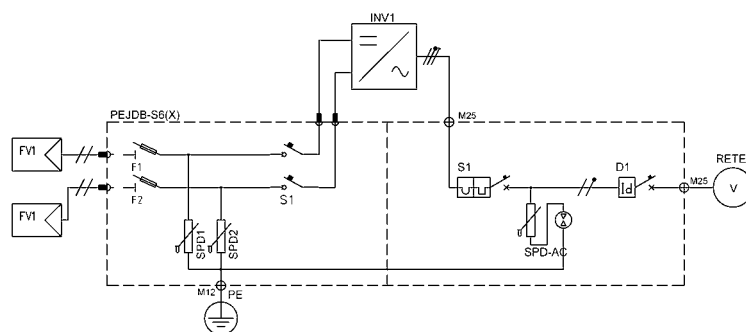 INV1
PEJDB-S6(X)
M25
FV1
F1
S1
D1
RETE
Id
V
M25
F2
S1
FV1
SPD1
SPD2
SPD-AC
M12
PE